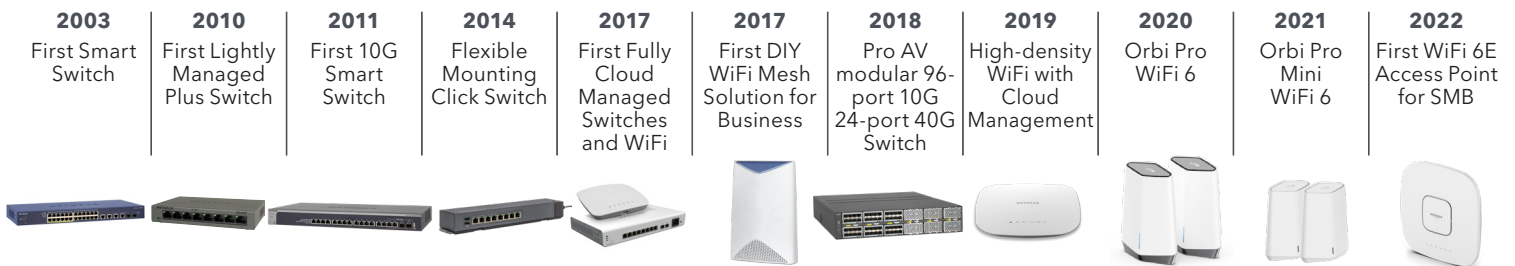 2003
First Smart
Switch
2010
First Lightly
Managed
Plus Switch
2011
First 10G
Smart
Switch
2014
Flexible
Mounting
Click Switch
2017
First Fully
Cloud
Managed
Switches
and WiFi
2017
First DIY
WiFi Mesh
Solution for
Business
2018
Pro AV
modular 96-
port 10G
24-port 40G
Switch
2019
High-density
WiFi with
Cloud
Management
2020
Orbi Pro
WiFi 6
2021
Orbi Pro
Mini
WiFi 6
2022
First WiFi 6E
Access Point
for SMB
NETGEAR